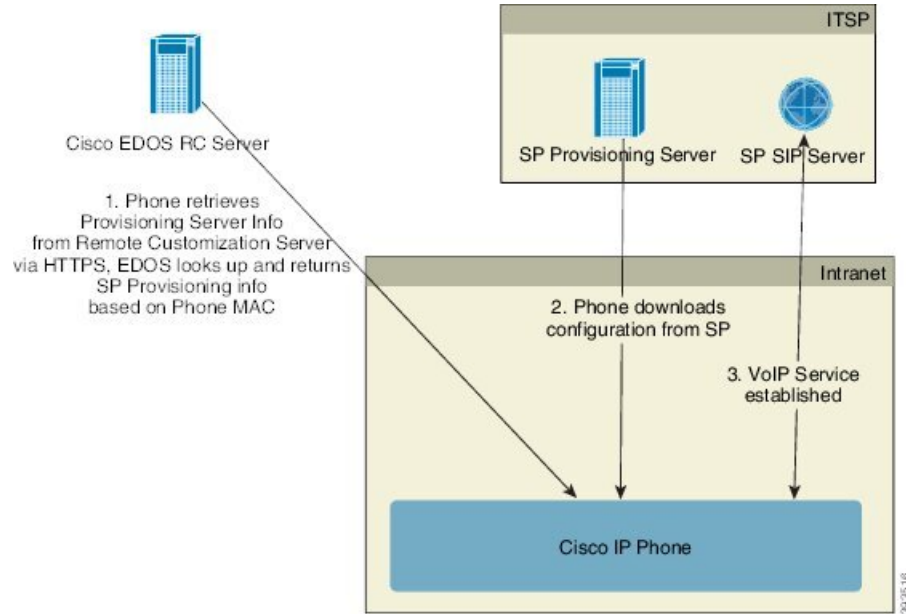 ITSP
Cisco EDOS RC Server
SP Provisioning Server
SP SIP Server
1. Phone retrieves
Provisioning Server Info
from Remote Customization Server
via HTTPS, EDOS looks up and returns
SP Provisioning info
based on Phone MAC
Intranet
2. Phone downloads
configuration from SP
3. VoIP Service
established
Cisco IP Phone